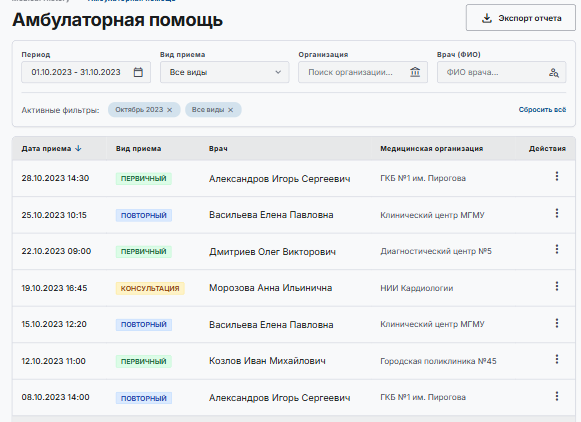 Амбулаторная помощь
Экспорт отчета
Период Вид приема Организация Врач (ФИО)
01.10.2023 - 31.10.2023 Все виды Поиск организации... ФИО врача...
Активные фильтры: Октябрь 2023 × Все виды × Сбросить всё
Дата приема ↓ Вид приема Врач Медицинская организация Действия
28.10.2023 14:30 ПЕРВИЧНЫЙ Александров Игорь Сергеевич ГКБ №1 им. Пирогова
25.10.2023 10:15 ПОВТОРНЫЙ Васильева Елена Павловна Клинический центр МГМУ
22.10.2023 09:00 ПЕРВИЧНЫЙ Дмитриев Олег Викторович Диагностический центр №5
19.10.2023 16:45 КОНСУЛЬТАЦИЯ Морозова Анна Ильинична НИИ Кардиологии
15.10.2023 12:20 ПОВТОРНЫЙ Васильева Елена Павловна Клинический центр МГМУ
12.10.2023 11:00 ПЕРВИЧНЫЙ Козлов Иван Михайлович Городская поликлиника №45
08.10.2023 14:00 ПОВТОРНЫЙ Александров Игорь Сергеевич ГКБ №1 им. Пирогова